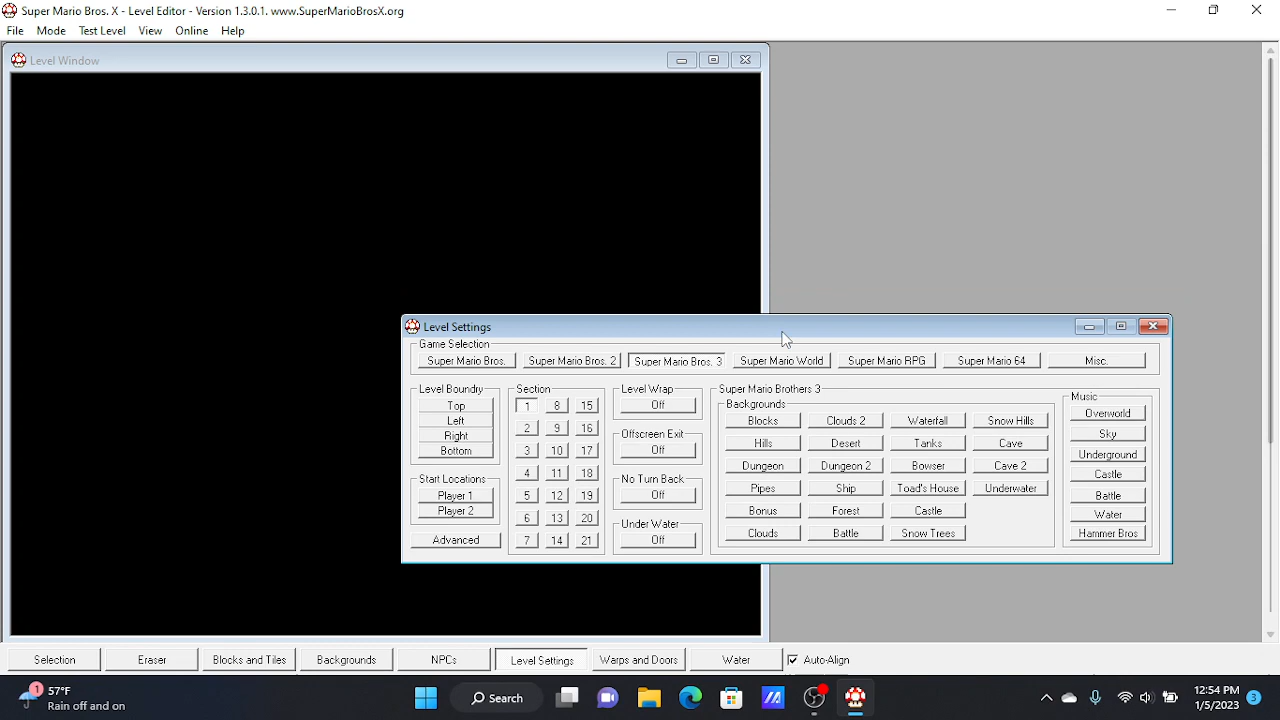 Super Mario Bros. X - Level Editor - Version 1.3.0.1. www.SuperMarioBrosX.org
File Mode Test Level View Online Help
Level Window
Level Settings
Game Selection
Super Mario Bros. Super Mario Bros. 2 Super Mario Bros. 3 Super Mario World Super Mario RPG Super Mario 64 Misc.
Level Boundry
Top
Left
Right
Bottom
Start Locations
Player 1
Player 2
Advanced
Section
1 8 15
2 9 16
3 10 17
4 11 18
5 12 19
6 13 20
7 14 21
Level Wrap
Off
Offscreen Exit
Off
No Turn Back
Off
Under Water
Off
Super Mario Brothers 3
Backgrounds
Blocks Clouds 2 Waterfall Snow Hills
Hills Desert Tanks Cave
Dungeon Dungeon 2 Bowser Cave 2
Pipes Ship Toad's House Underwater
Bonus Forest Castle
Clouds Battle Snow Trees
Music
Overworld
Sky
Underground
Castle
Battle
Water
Hammer Bros
Selection Eraser Blocks and Tiles Backgrounds NPCs Level Settings Warps and Doors Water Auto-Align
1 57°F
Rain off and on
Search
12:54 PM
1/5/2023
3